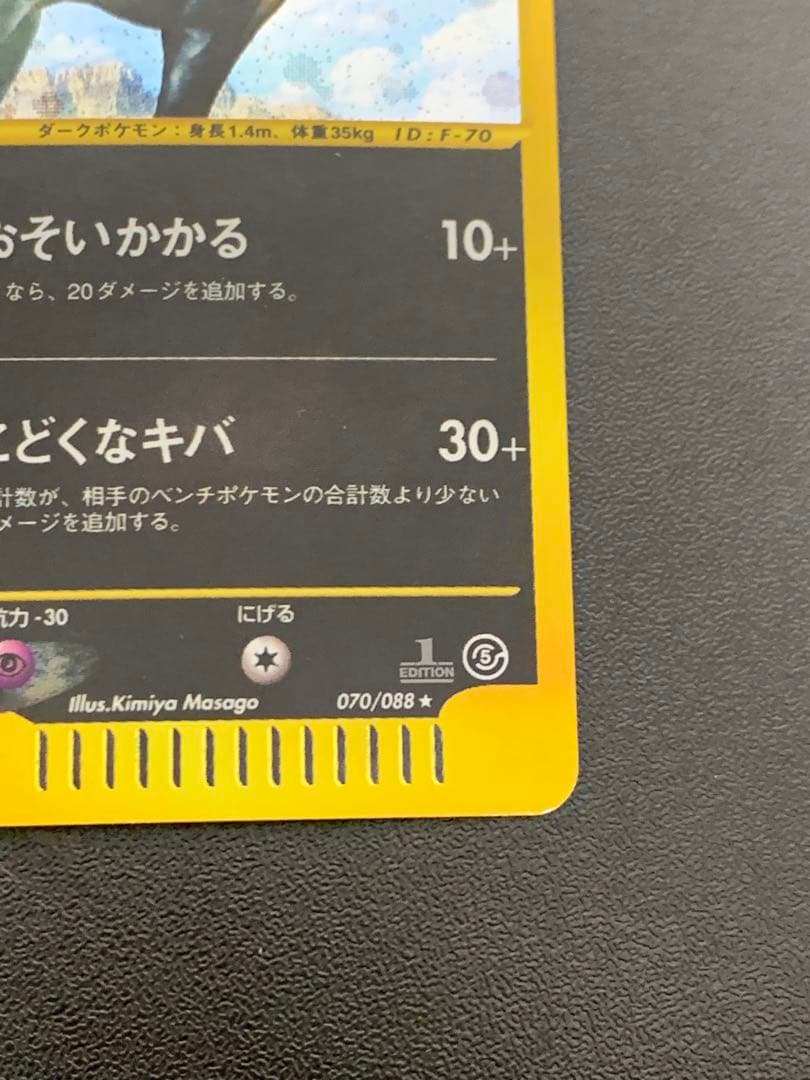 ダークポケモン：身長1.4m、体重35kg ID:F-70
おそいかかる 10+
なら、20ダメージを追加する。
こどくなキバ 30+
計数が、相手のベンチポケモンの合計数より少ない
メージを追加する。
抗力 -30 にげる
1 EDITION 5
Illus.Kimiya Masago 070/088 ★